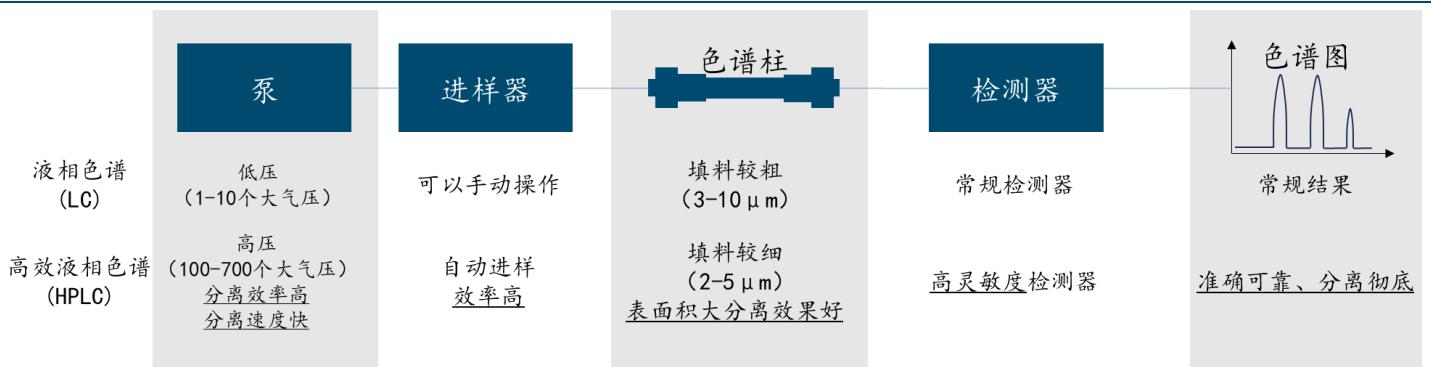 泵
进样器
色谱柱
检测器
色谱图
液相色谱
(LC)
低压
(1-10个大气压)
可以手动操作
填料较粗
(3-10μm)
常规检测器
常规结果
高效液相色谱
(HPLC)
高压
(100-700个大气压)
分离效率高
分离速度快
自动进样
效率高
填料较细
(2-5μm)
表面积大分离效果好
高灵敏度检测器
准确可靠、分离彻底